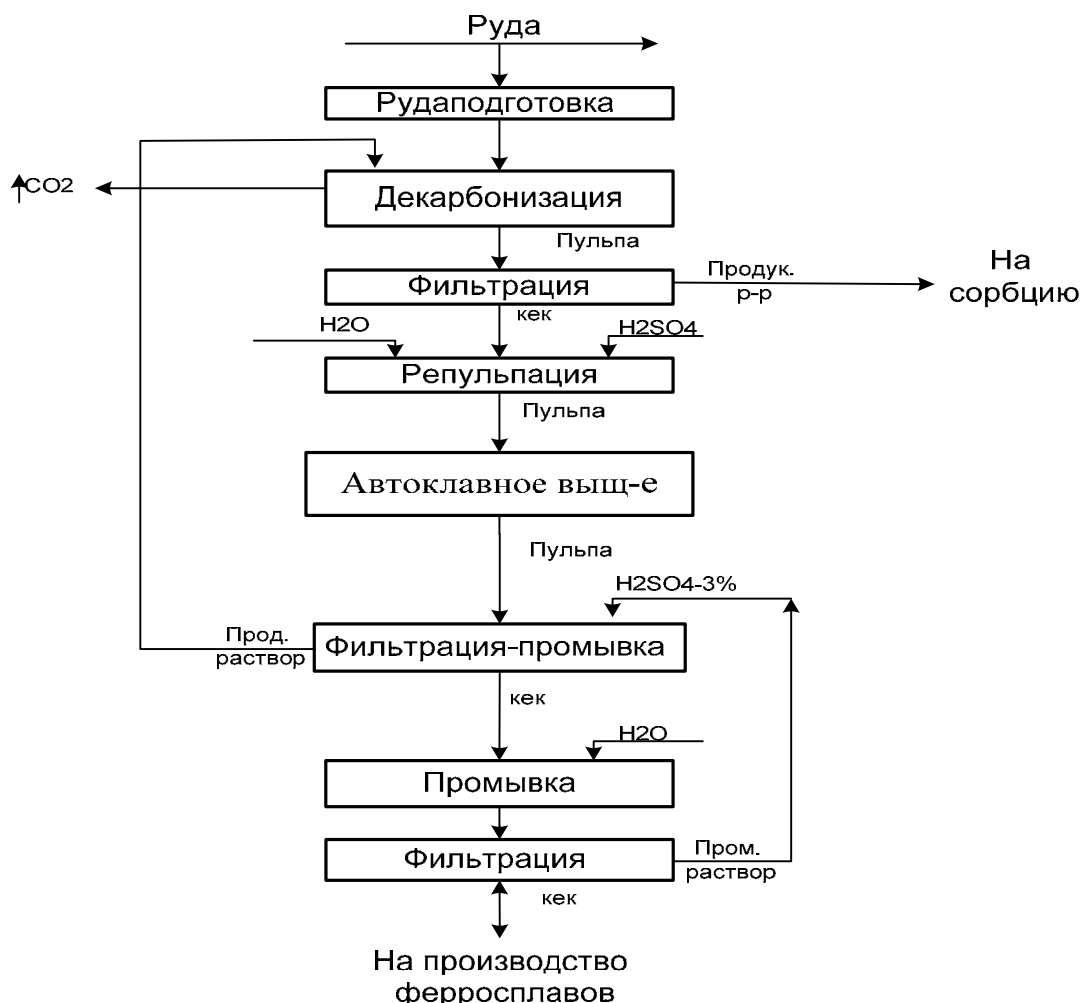 Руда
Рудаподготовка
CO2
Декарбонизация
Пульпа
Фильтрация
Продук.
р-р
На
сорбцию
кек
H2O
H2SO4
Репульпация
Пульпа
Автоклавное выщ-е
Пульпа
H2SO4-3%
Прод.
раствор
Фильтрация-промывка
кек
H2O
Промывка
Фильтрация
Пром.
раствор
кек
На производство
ферросплавов